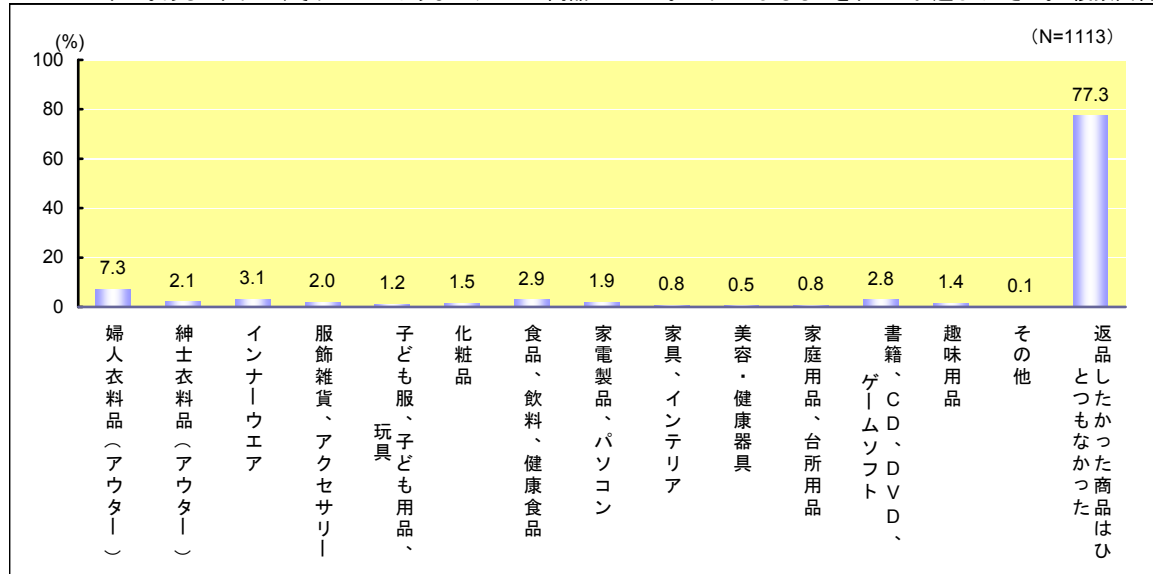 (%)
（N=1113）
100
80
60
40
20
0
7.3
2.1
3.1
2.0
1.2
1.5
2.9
1.9
0.8
0.5
0.8
2.8
1.4
0.1
77.3
婦人衣料品（アウター）
紳士衣料品（アウター）
インナーウエア
服飾雑貨、アクセサリー
子ども服、子ども用品、
玩具
化粧品
食品、飲料、健康食品
家電製品、パソコン
家具、インテリア
美容・健康器具
家庭用品、台所用品
書籍、CD、DVD、
ゲームソフト
趣味用品
その他
返品したかった商品はひ
とつもなかった